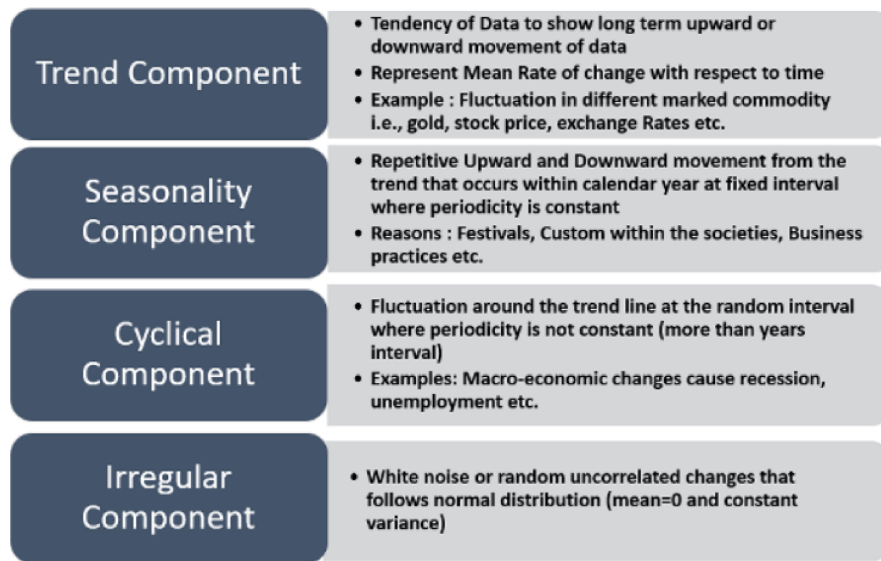 Trend Component
• Tendency of Data to show long term upward or
downward movement of data
• Represent Mean Rate of change with respect to time
• Example : Fluctuation in different marked commodity
i.e., gold, stock price, exchange Rates etc.
Seasonality
Component
• Repetitive Upward and Downward movement from the
trend that occurs within calendar year at fixed interval
where periodicity is constant
• Reasons : Festivals, Custom within the societies, Business
practices etc.
Cyclical
Component
• Fluctuation around the trend line at the random interval
where periodicity is not constant (more than years
interval)
• Examples: Macro-economic changes cause recession,
unemployment etc.
Irregular
Component
• White noise or random uncorrelated changes that
follows normal distribution (mean=0 and constant
variance)